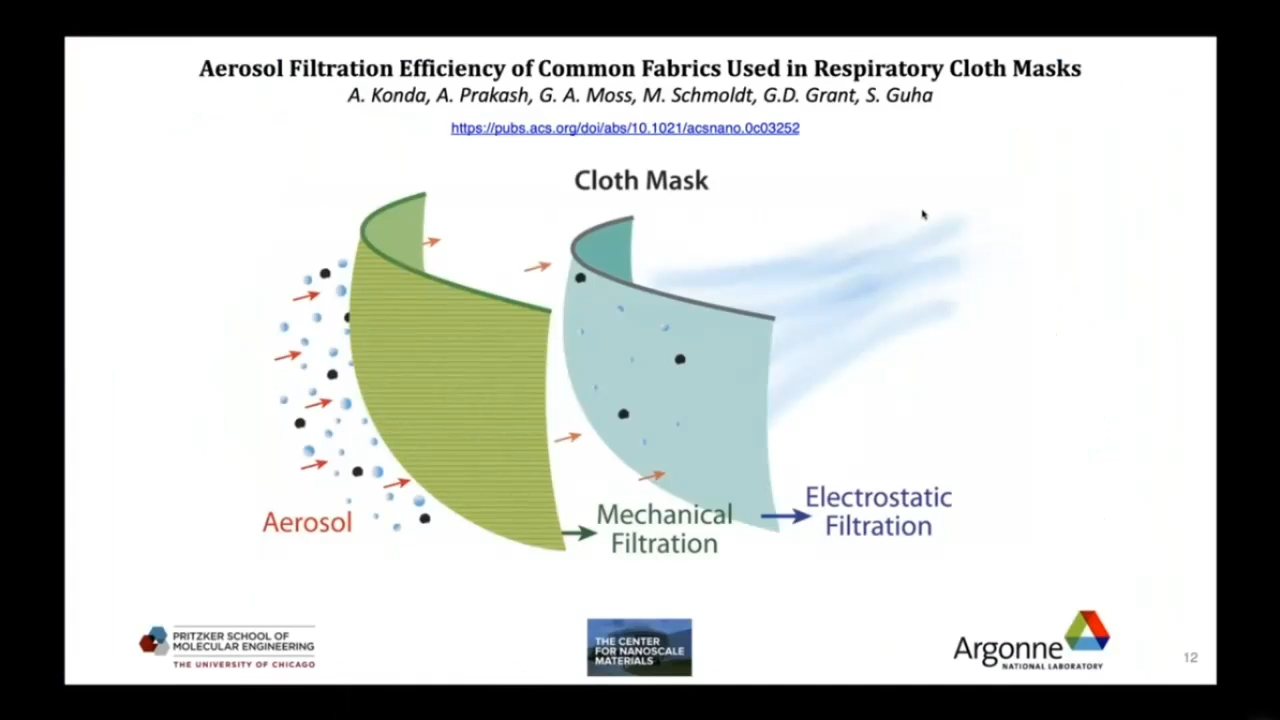 Aerosol Filtration Efficiency of Common Fabrics Used in Respiratory Cloth Masks
A. Konda, A. Prakash, G. A. Moss, M. Schmoldt, G.D. Grant, S. Guha
https://pubs.acs.org/doi/abs/10.1021/acsnano.0c03252
Cloth Mask
Electrostatic
Filtration
Mechanical
Filtration
Aerosol
PRITZKER SCHOOL OF
MOLECULAR ENGINEERING
THE UNIVERSITY OF CHICAGO
THE CENTER
FOR NANOSCALE
MATERIALS
Argonne
NATIONAL LABORATORY
12